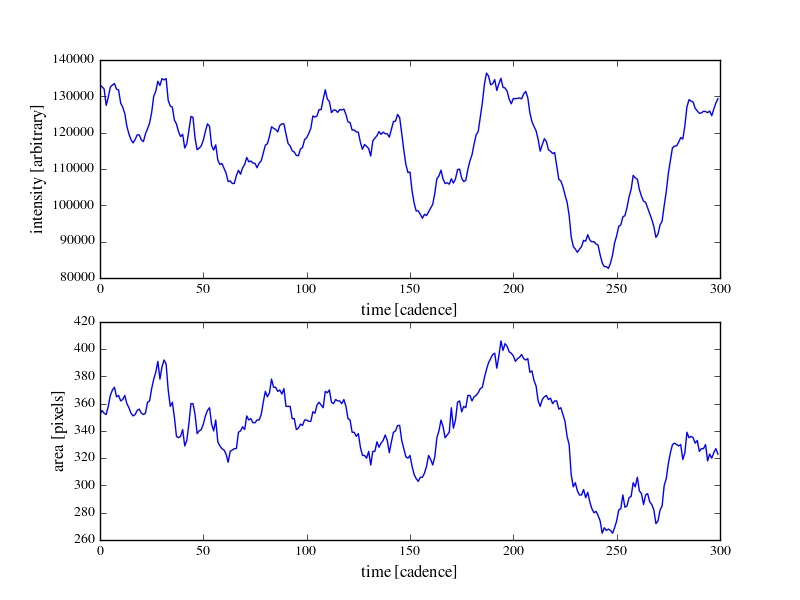 140000
130000
120000
110000
100000
90000
80000
intensity [arbitrary]
0 50 100 150 200 250 300
time [cadence]
420
400
380
360
340
320
300
280
260
area [pixels]
0 50 100 150 200 250 300
time [cadence]